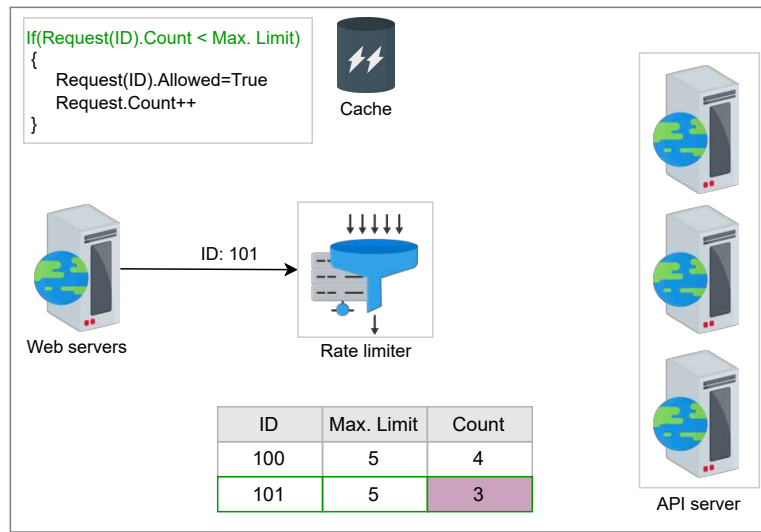 If(Request(ID).Count < Max. Limit)
{
Request(ID).Allowed=True
Request.Count++
}
Cache
ID: 101
Web servers
Rate limiter
ID Max. Limit Count
100 5 4
101 5 3
API server